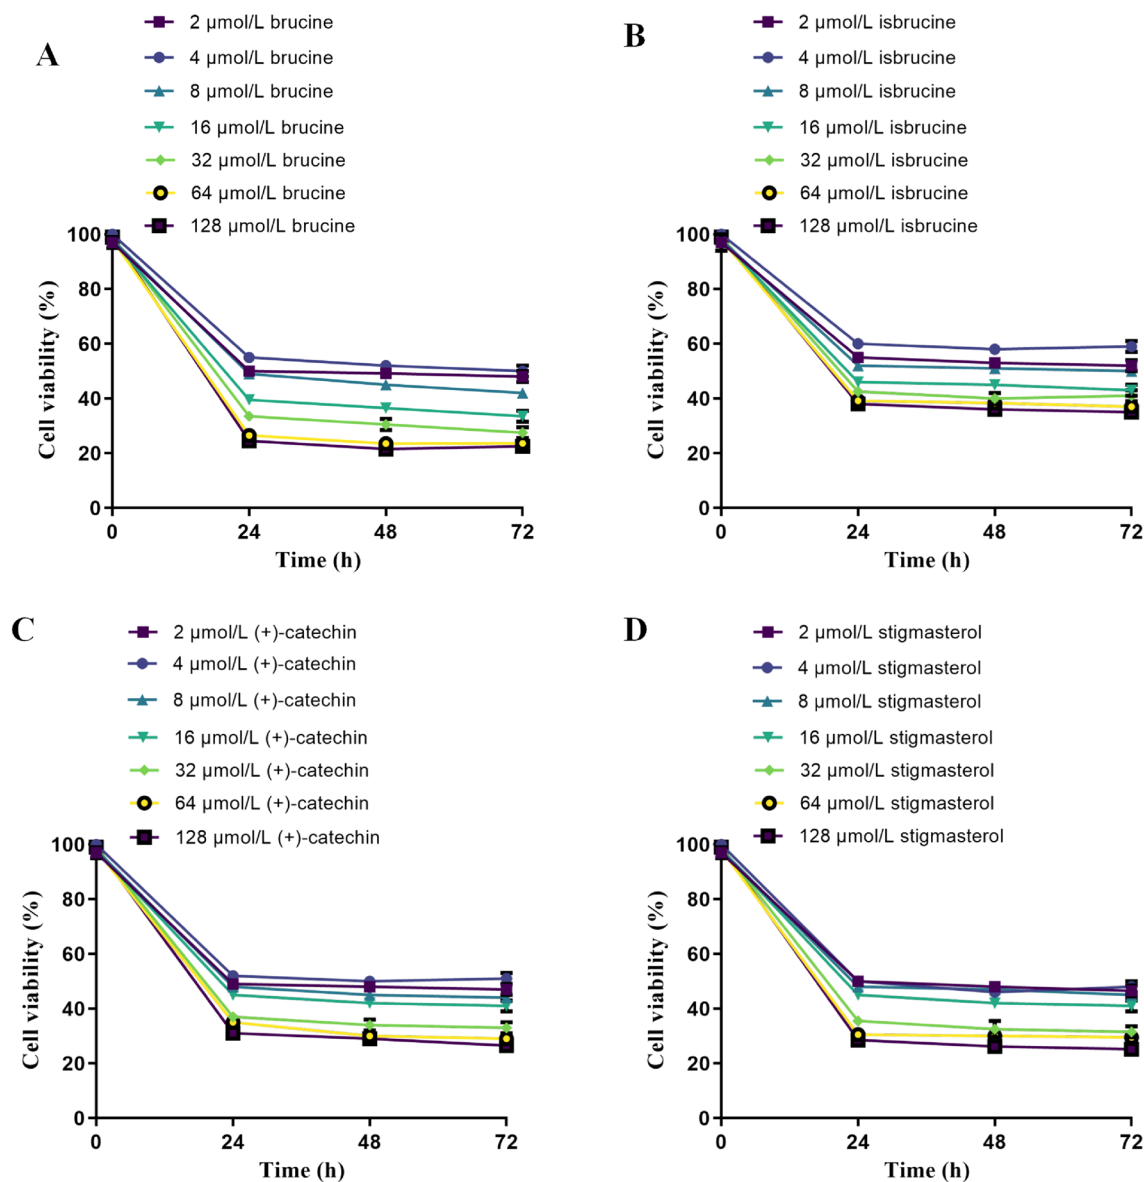 A
2 µmol/L brucine
4 µmol/L brucine
8 µmol/L brucine
16 µmol/L brucine
32 µmol/L brucine
64 µmol/L brucine
128 µmol/L brucine
100
80
60
40
20
0
Cell viability (%)
0 24 48 72
Time (h)
B
2 µmol/L isbrucine
4 µmol/L isbrucine
8 µmol/L isbrucine
16 µmol/L isbrucine
32 µmol/L isbrucine
64 µmol/L isbrucine
128 µmol/L isbrucine
100
80
60
40
20
0
Cell viability (%)
0 24 48 72
Time (h)
C
2 µmol/L (+)-catechin
4 µmol/L (+)-catechin
8 µmol/L (+)-catechin
16 µmol/L (+)-catechin
32 µmol/L (+)-catechin
64 µmol/L (+)-catechin
128 µmol/L (+)-catechin
100
80
60
40
20
0
Cell viability (%)
0 24 48 72
Time (h)
D
2 µmol/L stigmasterol
4 µmol/L stigmasterol
8 µmol/L stigmasterol
16 µmol/L stigmasterol
32 µmol/L stigmasterol
64 µmol/L stigmasterol
128 µmol/L stigmasterol
100
80
60
40
20
0
Cell viability (%)
0 24 48 72
Time (h)